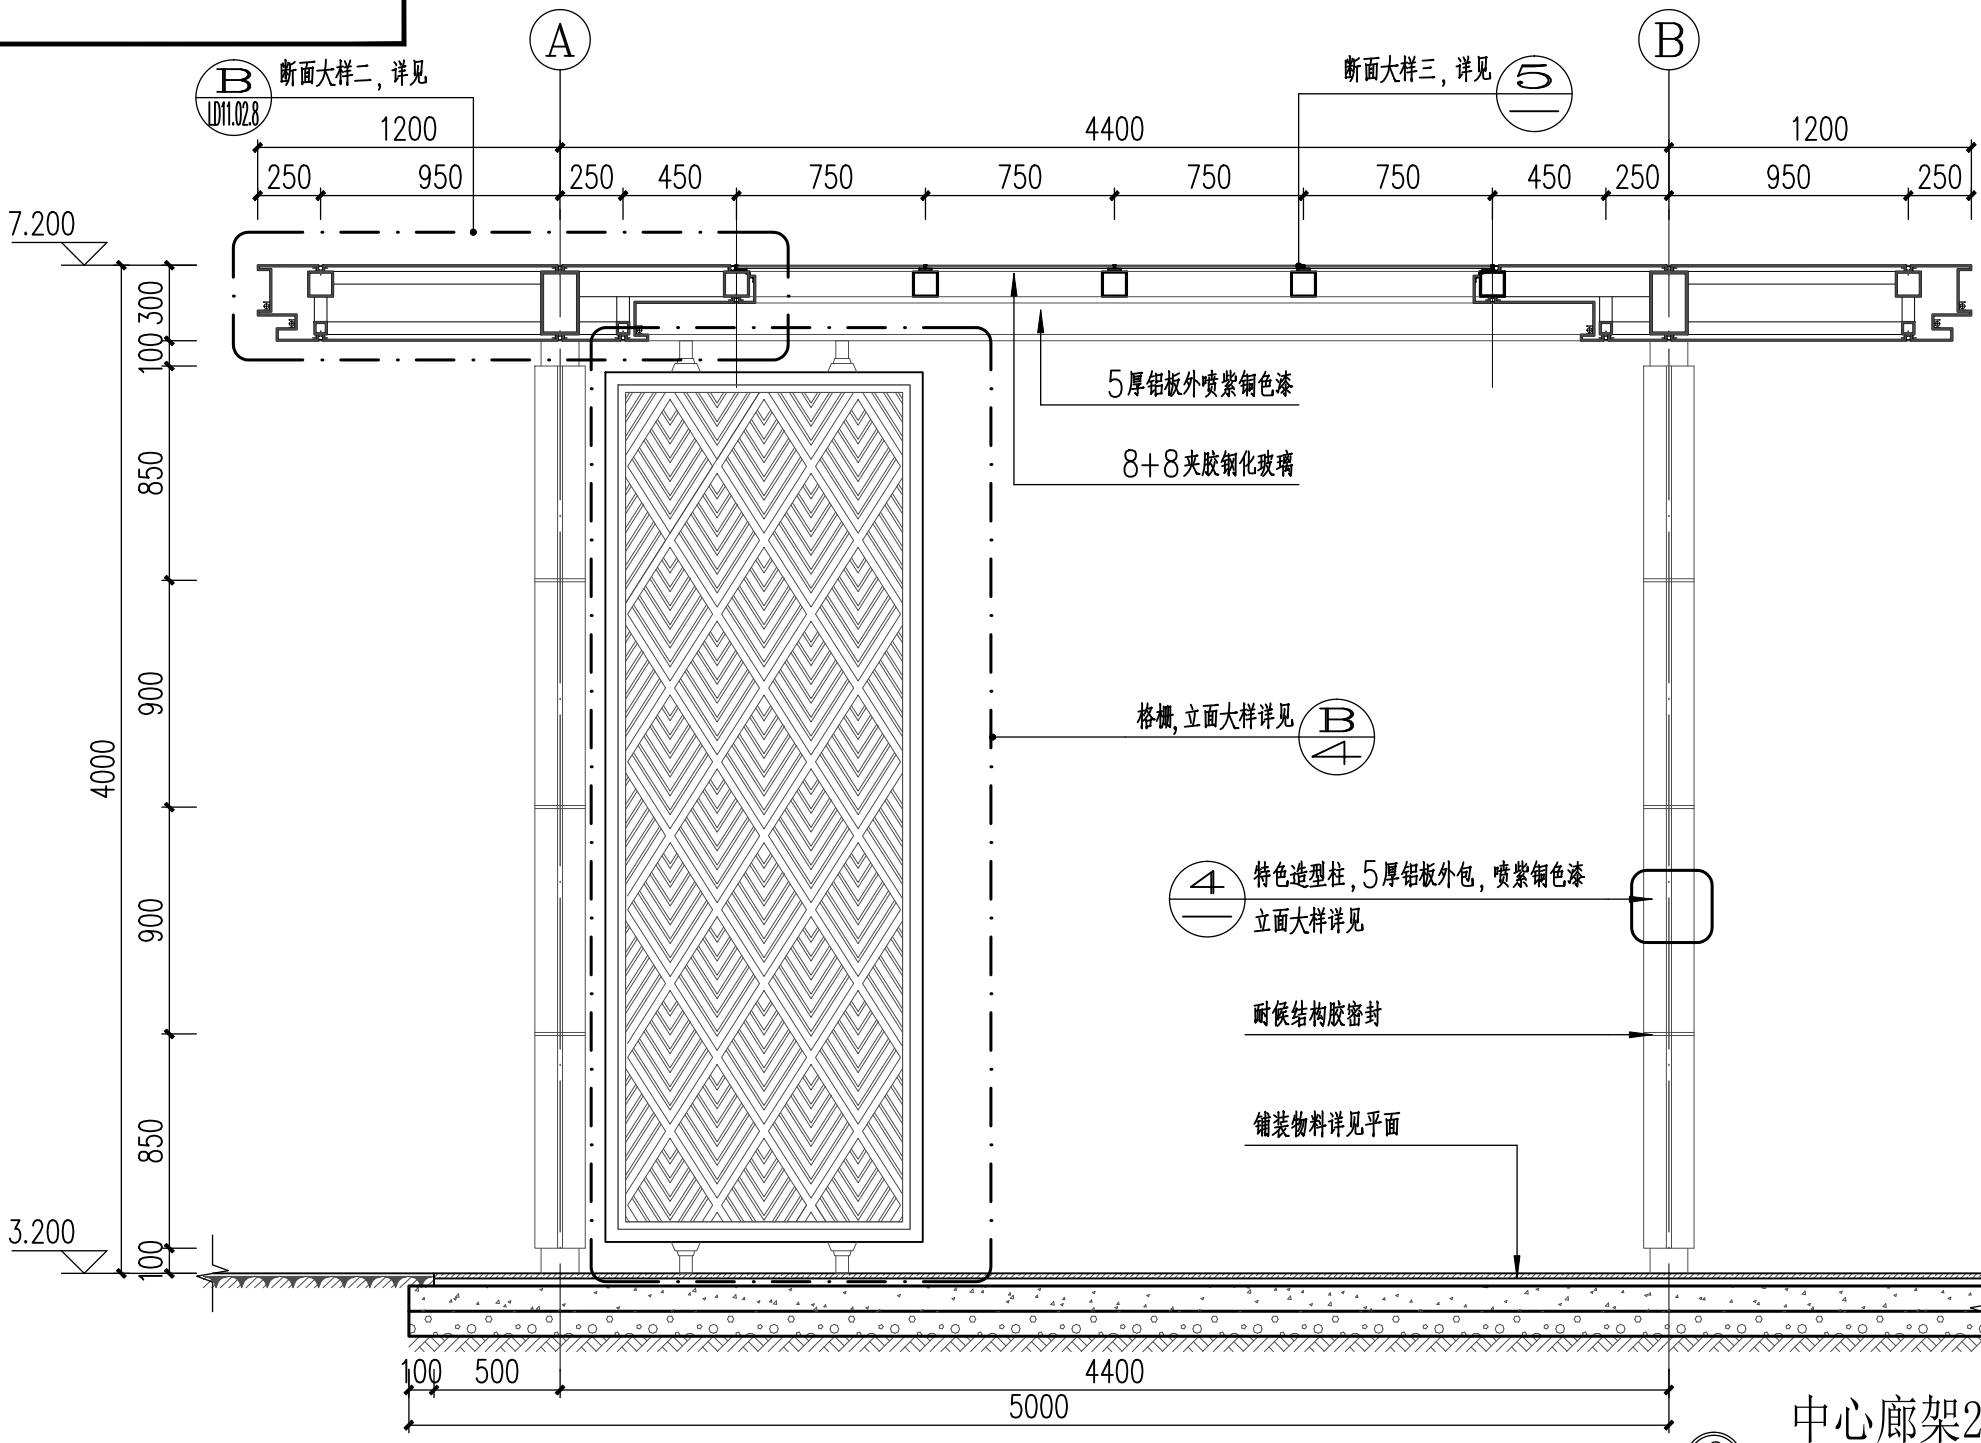 A
B
B
LD11.02.8
断面大样二, 详见
断面大样三, 详见
5
1200
4400
1200
250
950
250
450
750
750
750
750
450
250
950
250
7.200
300
100
850
900
4000
900
850
100
3.200
5厚铝板外喷紫铜色漆
8+8夹胶钢化玻璃
格栅, 立面大样详见
B
4
4
特色造型柱, 5厚铝板外包, 喷紫铜色漆
立面大样详见
耐候结构胶密封
铺装物料详见平面
100
500
4400
5000
中心廊架2